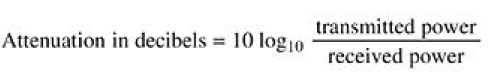 Attenuation in decibels = 10 log₁₀ transmitted power / received power